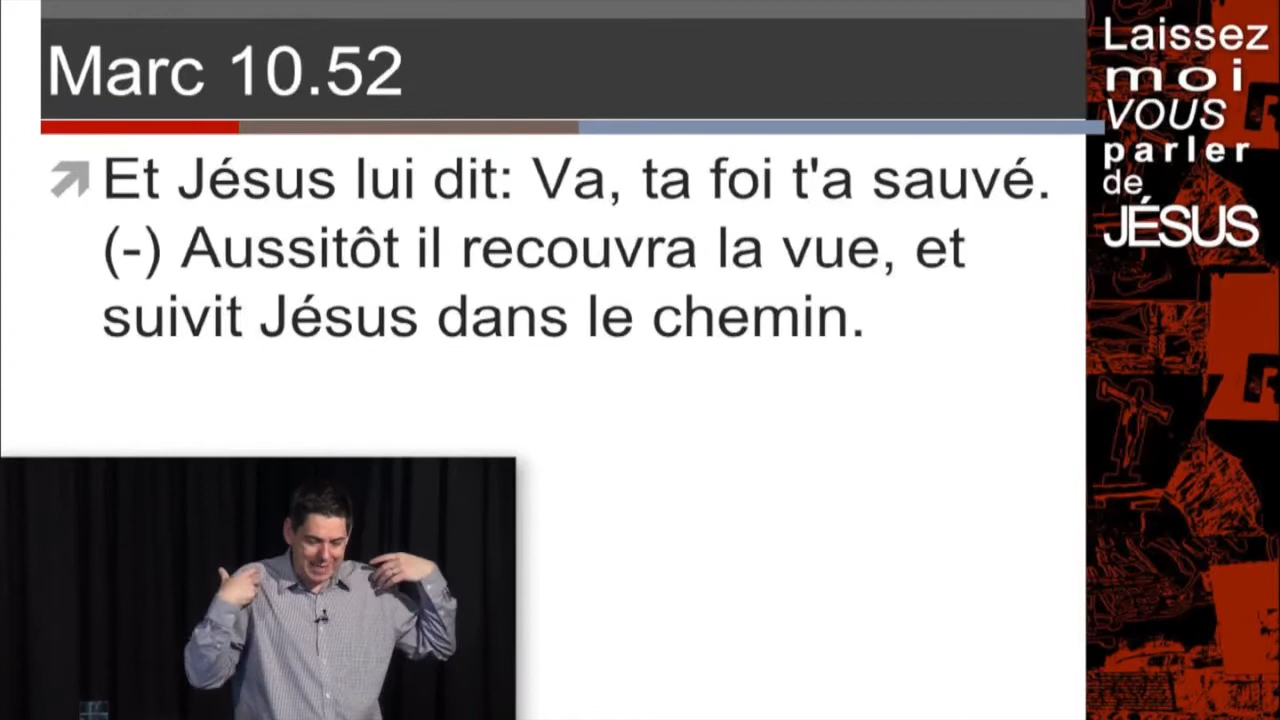 Marc 10.52
Et Jésus lui dit: Va, ta foi t'a sauvé.
(-) Aussitôt il recouvra la vue, et
suivit Jésus dans le chemin.
Laissez
moi
VOUS
parler
de
JÉSUS